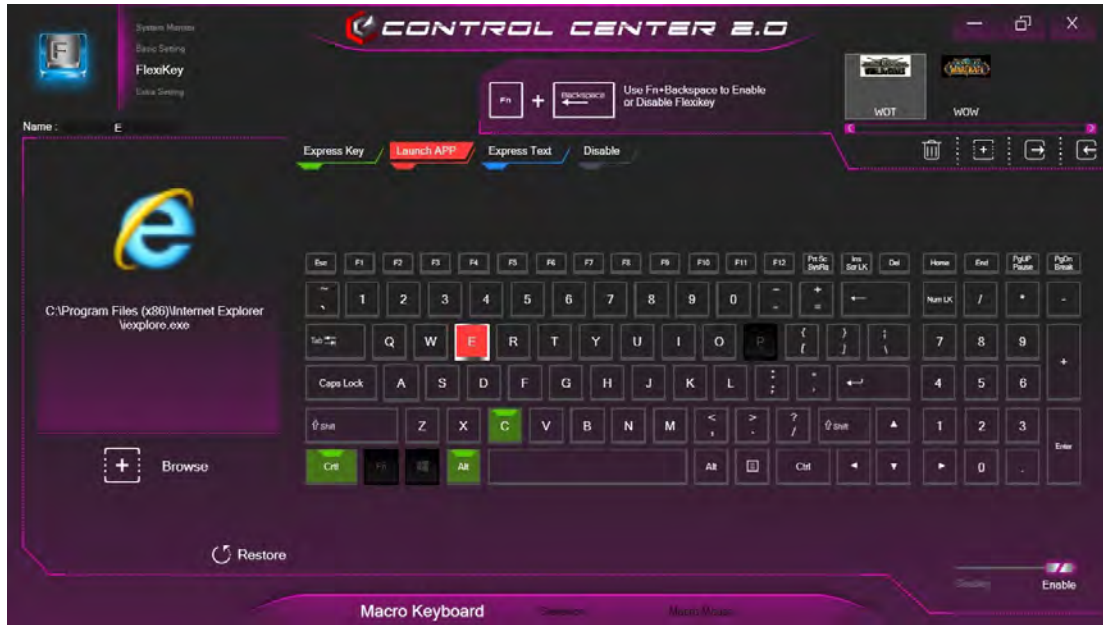 System Monitor
Basic Setting
FlexiKey
Extra Setting
CONTROL CENTER 2.0
Fn + Backspace
Use Fn+Backspace to Enable
or Disable Flexikey
WOT WOW
Name : E
Express Key Launch APP Express Text Disable
C:\Program Files (x86)\Internet Explorer
\iexplore.exe
Esc F1 F2 F3 F4 F5 F6 F7 F8 F9 F10 F11 F12 Prt Sc SysRq Ins Scr LK Del Home End PgUP Pause PgDn Break
~ ` 1 2 3 4 5 6 7 8 9 0 - - + = ← Num LK / * -
Tab Q W E R T Y U I O P { [ } ] ¦ \ 7 8 9 +
Caps Lock A S D F G H J K L : ; " ' 4 5 6
Shift Z X C V B N M < , > . ? / Shift ▲ 1 2 3 Enter
Crtl Fn Alt Alt Ctrl ◄ ▼ ► 0 .
Browse
Restore
Enable
Macro Keyboard Macro Mouse